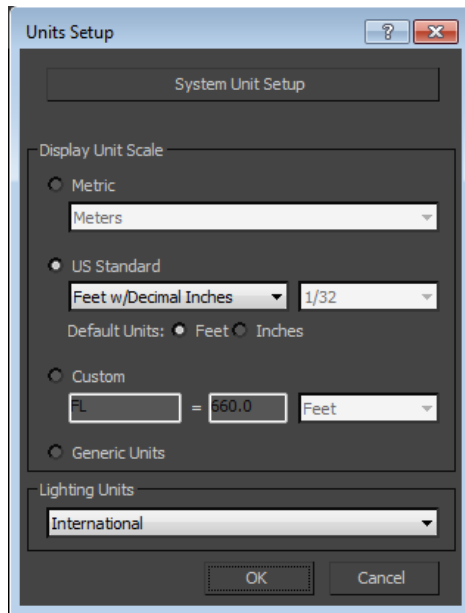 Units Setup
?
System Unit Setup
Display Unit Scale
Metric
Meters
US Standard
Feet w/Decimal Inches 1/32
Default Units: Feet Inches
Custom
FL = 660.0 Feet
Generic Units
Lighting Units
International
OK Cancel